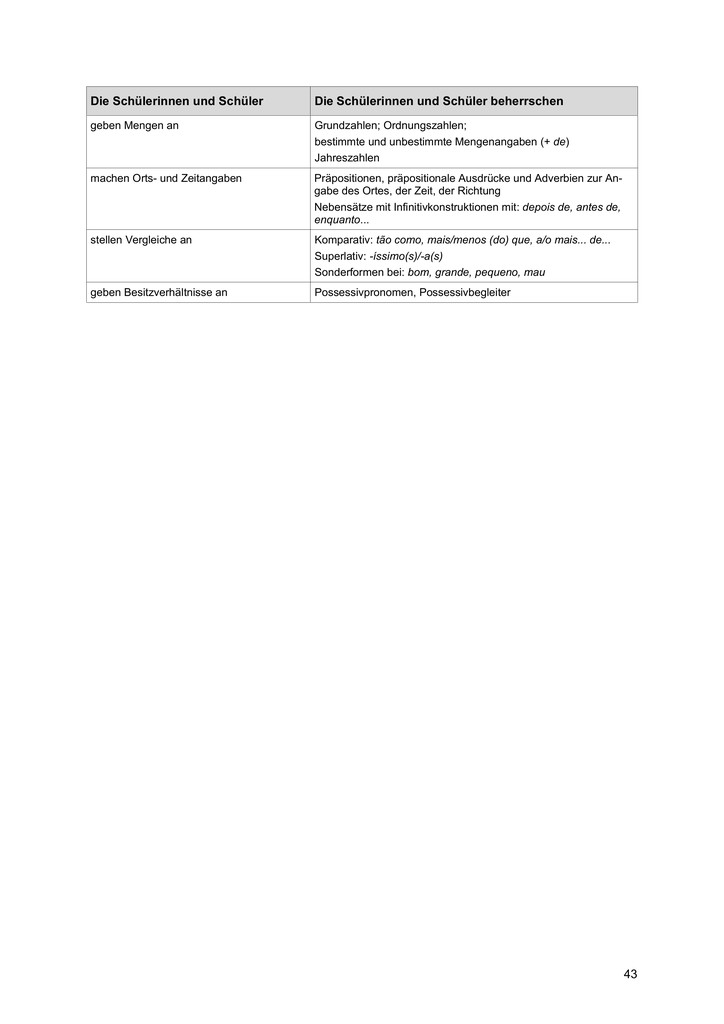 Die Schülerinnen und Schüler
Die Schülerinnen und Schüler beherrschen
geben Mengen an
Grundzahlen; Ordnungszahlen;
bestimmte und unbestimmte Mengenangaben (+ de)
Jahreszahlen
machen Orts- und Zeitangaben
Präpositionen, präpositionale Ausdrücke und Adverbien zur An-
gabe des Ortes, der Zeit, der Richtung
Nebensätze mit Infinitivkonstruktionen mit: depois de, antes de,
enquanto...
stellen Vergleiche an
Komparativ: tão como, mais/menos (do) que, a/o mais... de...
Superlativ: -issimo(s)/-a(s)
Sonderformen bei: bom, grande, pequeno, mau
geben Besitzverhältnisse an
Possessivpronomen, Possessivbegleiter
43